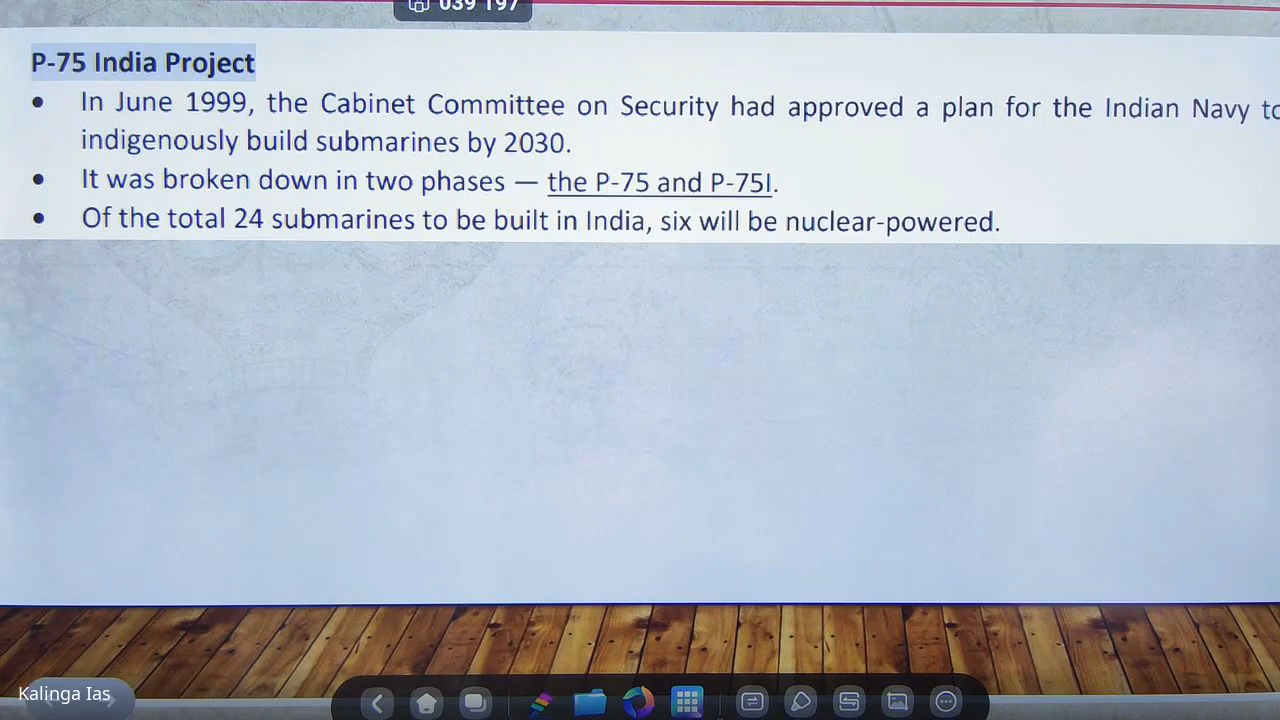 039 197
P-75 India Project
• In June 1999, the Cabinet Committee on Security had approved a plan for the Indian Navy to
indigenously build submarines by 2030.
• It was broken down in two phases — the P-75 and P-75I.
• Of the total 24 submarines to be built in India, six will be nuclear-powered.
Kalinga Ias